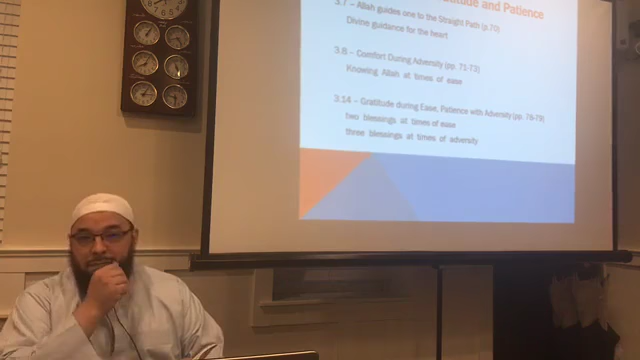 titude and Patience
3.7 – Allah guides one to the Straight Path (p.70)
Divine guidance for the heart
3.8 – Comfort During Adversity (pp. 71-73)
Knowing Allah at times of ease
3.14 – Gratitude during Ease, Patience with Adversity (pp. 78-79)
two blessings at times of ease
three blessings at times of adversity